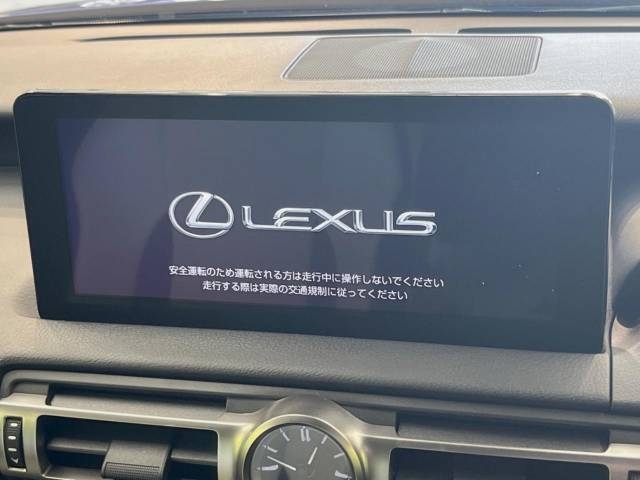 LEXUS
安全運転のため運転される方は走行中に操作しないでください
走行する際は実際の交通規制に従ってください